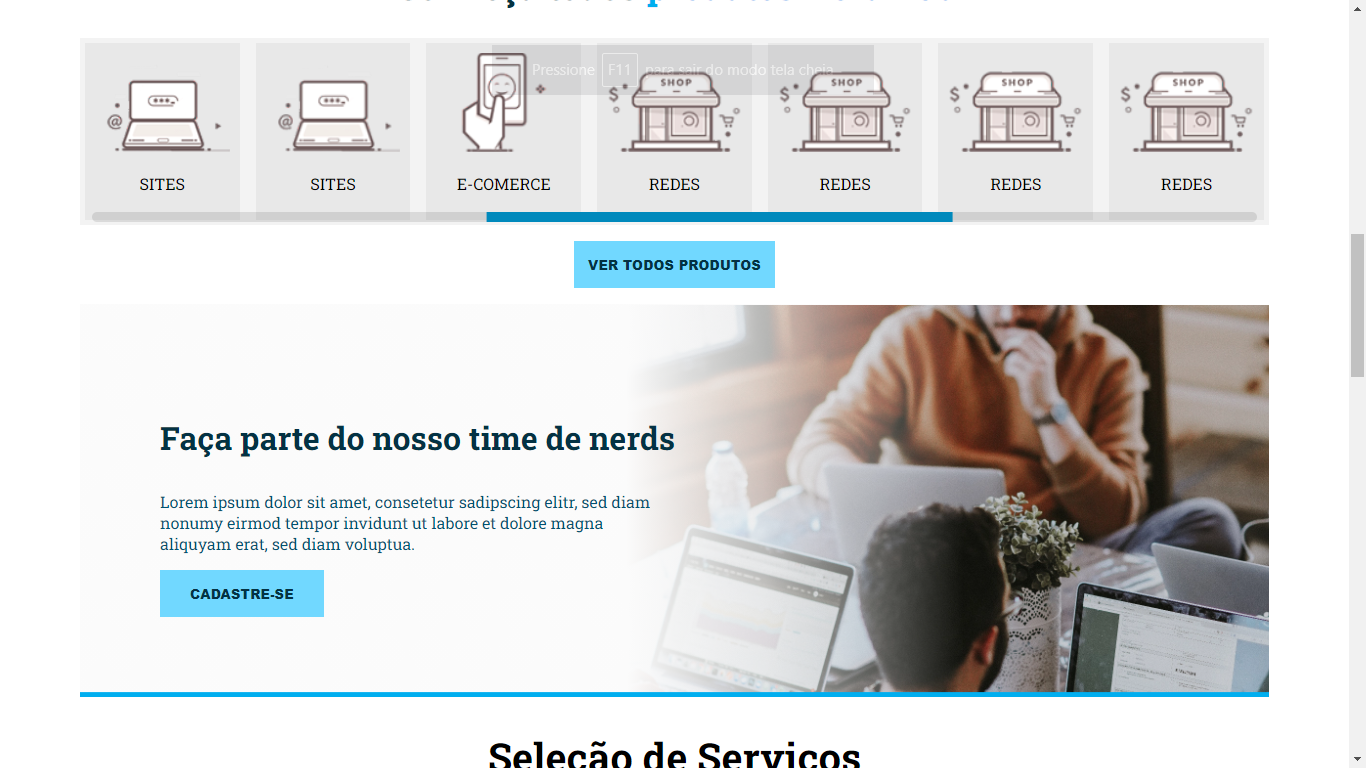 Pressione F11 para sair do modo tela cheia
SHOP SHOP SHOP SHOP
@ @ $ $ $ $
SITES SITES E-COMERCE REDES REDES REDES REDES
VER TODOS PRODUTOS
Faça parte do nosso time de nerds
Lorem ipsum dolor sit amet, consetetur sadipscing elitr, sed diam
nonumy eirmod tempor invidunt ut labore et dolore magna
aliquyam erat, sed diam voluptua.
CADASTRE-SE
Seleção de Serviços